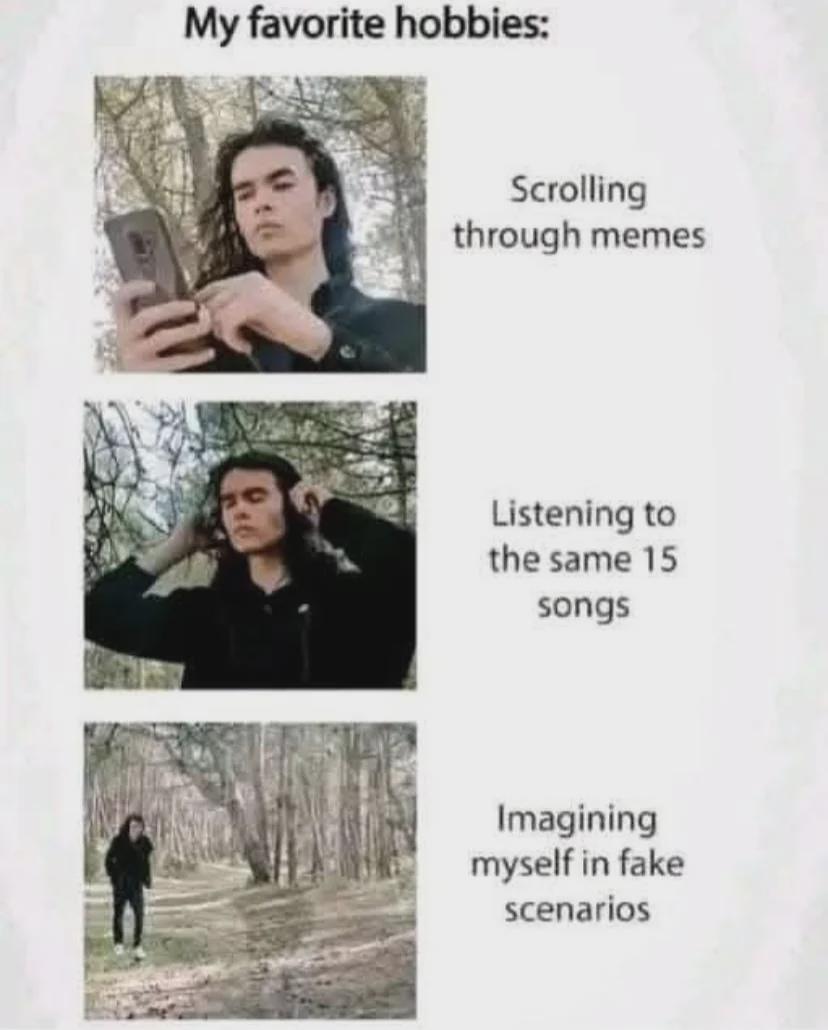 My favorite hobbies:
Scrolling
through memes
Listening to
the same 15
songs
Imagining
myself in fake
scenarios